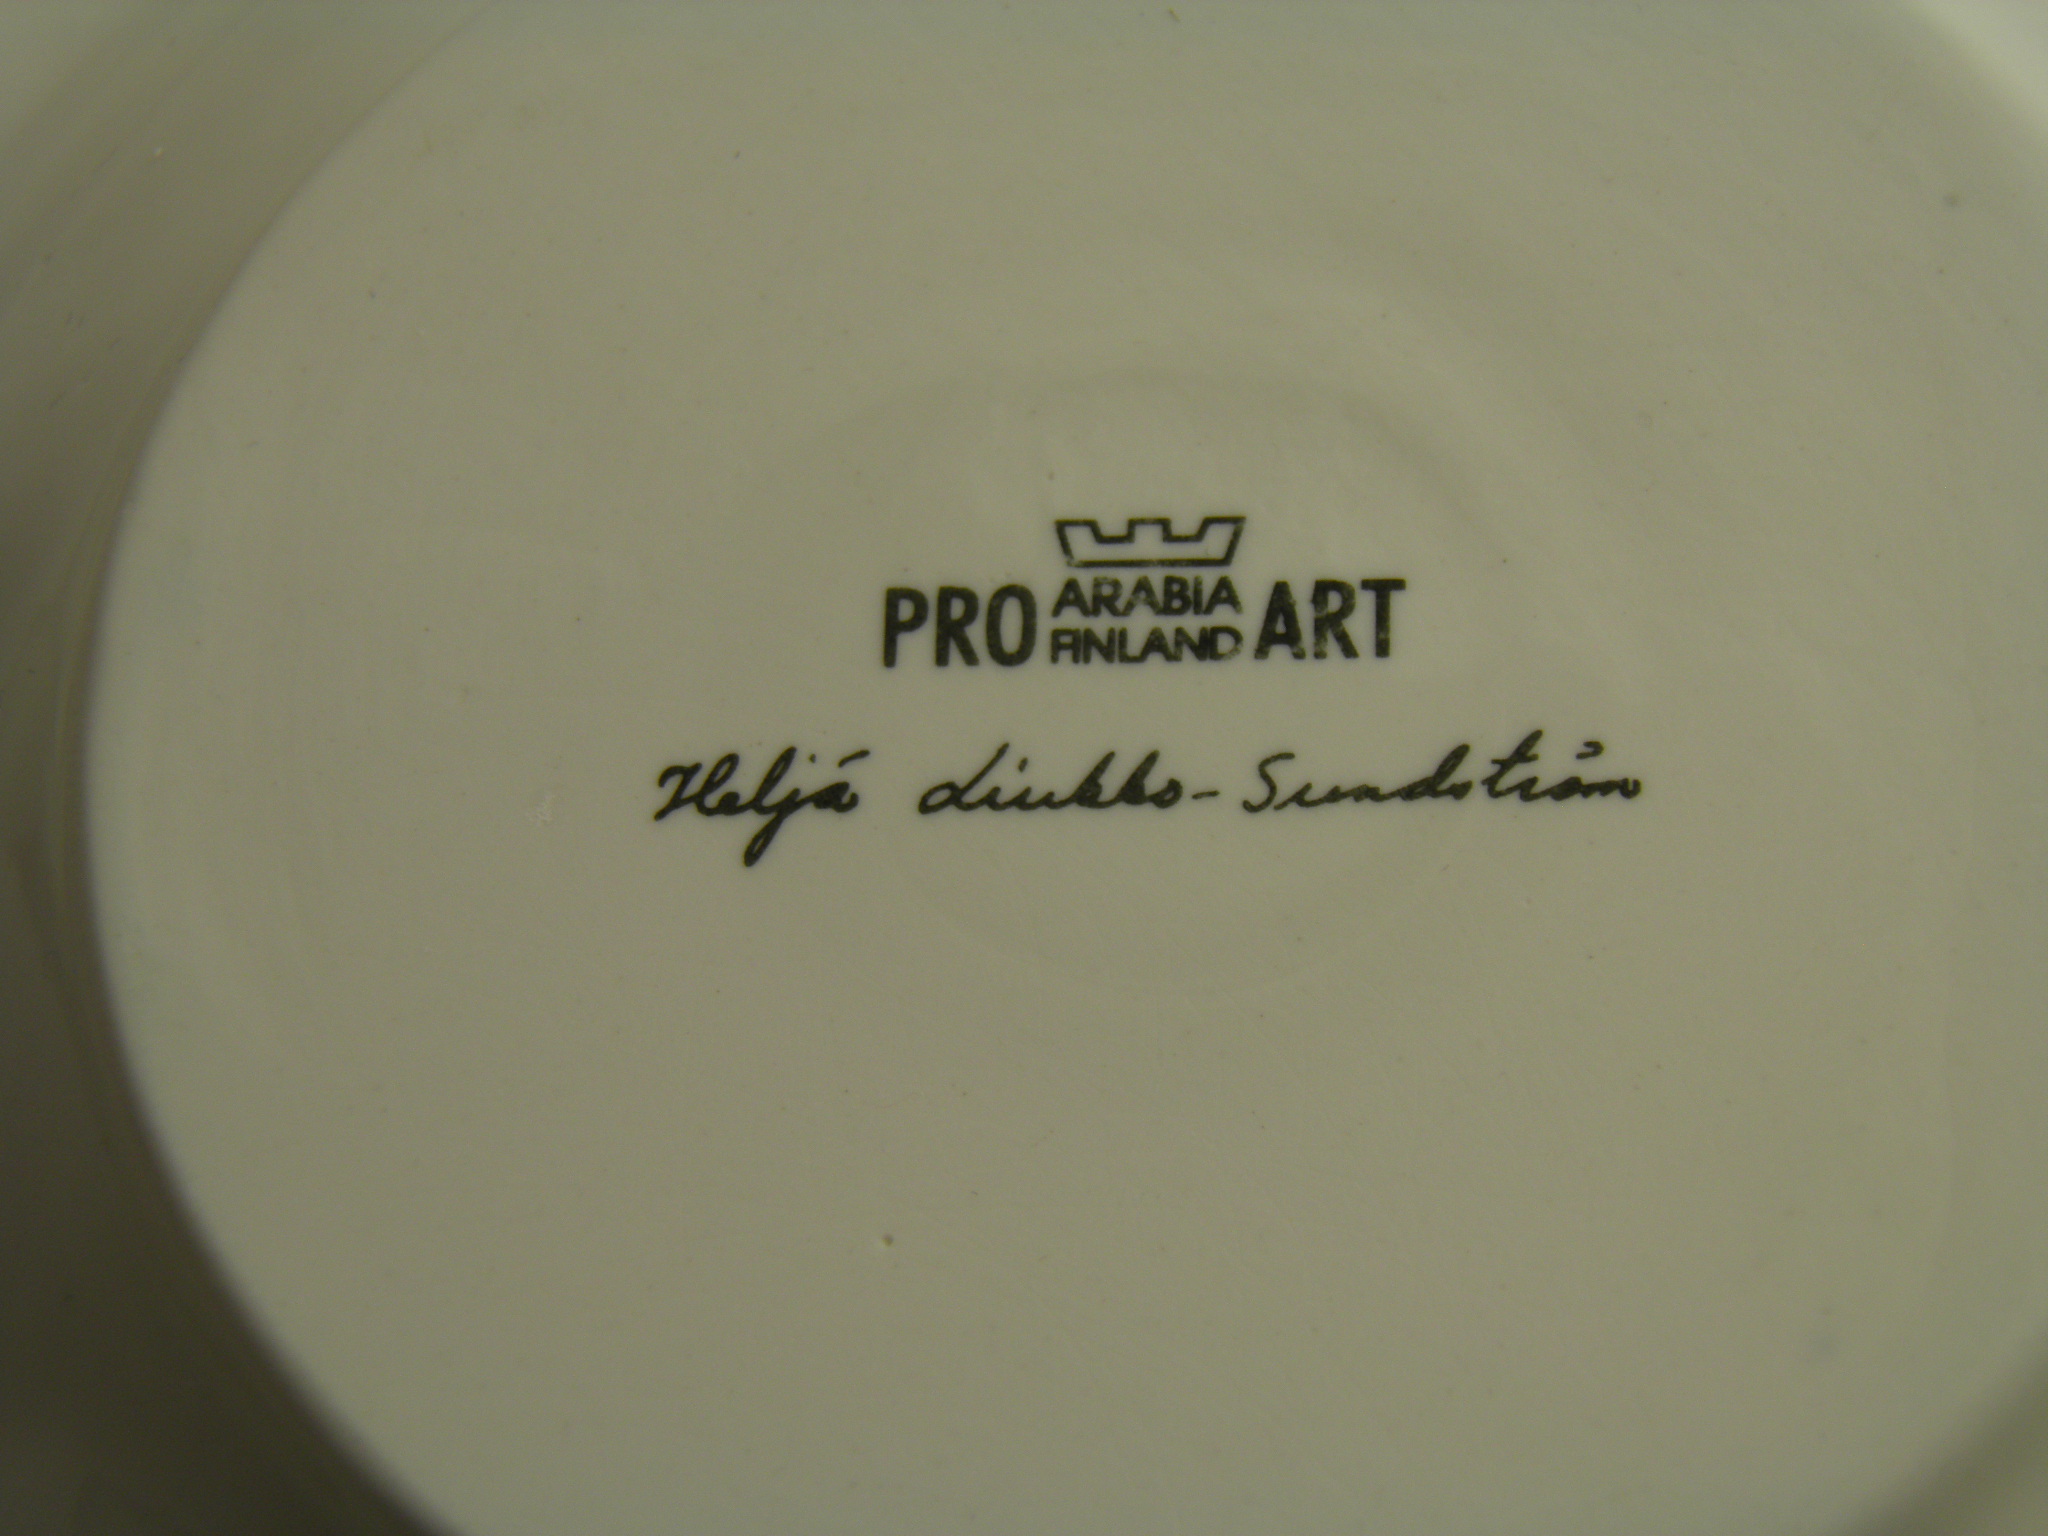 PRO ARABIA ART
FINLAND
Heljä Liukko-Sundström